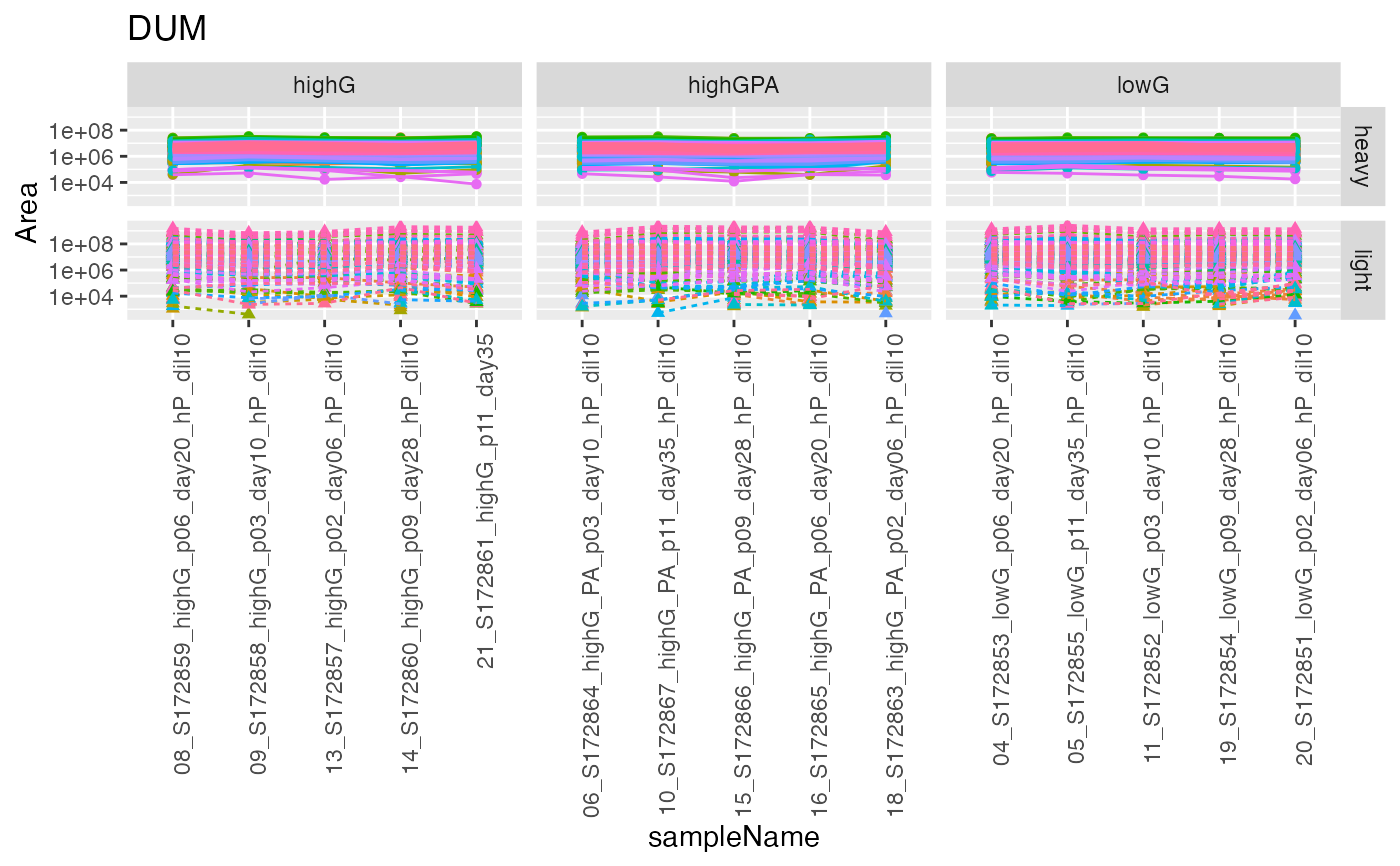 DUM
highG
highGPA
lowG
heavy
1e+08
1e+06
1e+04
Area
light
1e+08
1e+06
1e+04
08_S172859_highG_p06_day20_hP_dil10
09_S172858_highG_p03_day10_hP_dil10
13_S172857_highG_p02_day06_hP_dil10
14_S172860_highG_p09_day28_hP_dil10
21_S172861_highG_p11_day35
06_S172864_highG_PA_p03_day10_hP_dil10
10_S172867_highG_PA_p11_day35_hP_dil10
15_S172866_highG_PA_p09_day28_hP_dil10
16_S172865_highG_PA_p06_day20_hP_dil10
18_S172863_highG_PA_p02_day06_hP_dil10
04_S172853_lowG_p06_day20_hP_dil10
05_S172855_lowG_p11_day35_hP_dil10
11_S172852_lowG_p03_day10_hP_dil10
19_S172854_lowG_p09_day28_hP_dil10
20_S172851_lowG_p02_day06_hP_dil10
sampleName